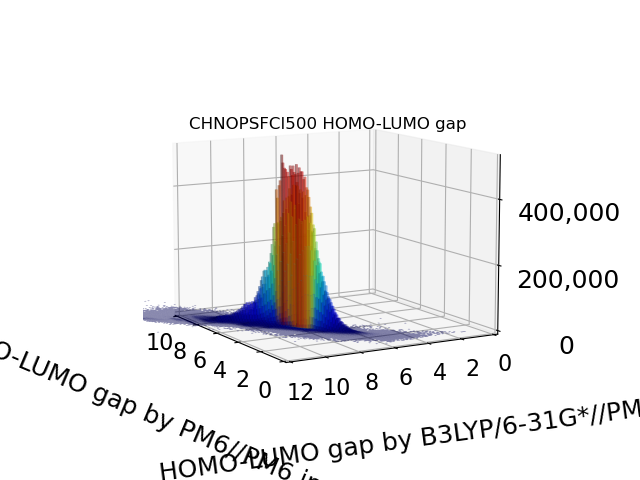 CHNOPSFCl500 HOMO-LUMO gap
400,000
200,000
0
10 8 6 4 2 0
12 10 8 6 4 2 0
O-LUMO gap by PM6//PM6 in
HOMO-LUMO gap by B3LYP/6-31G*//PM